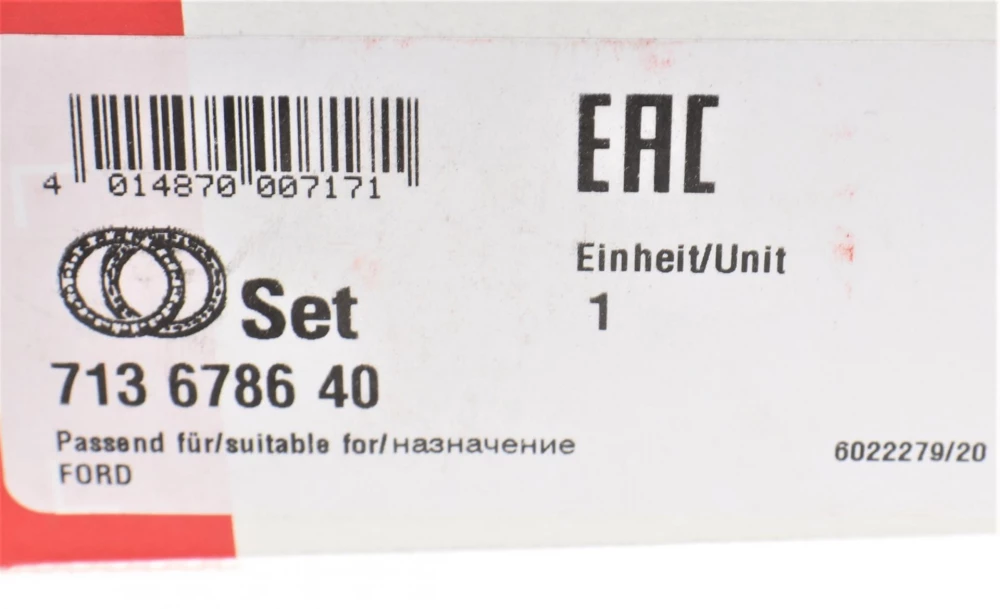 4 014870 007171
EAC
Set
Einheit/Unit
1
713 6786 40
Passend für/suitable for/назначение
FORD
6022279/20